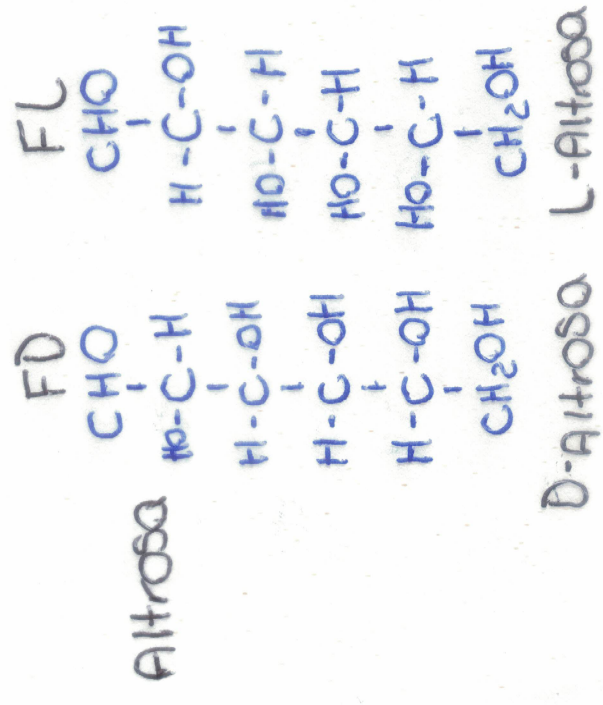 FD FL
CHO CHO
Altrosa HO-C-H H-C-OH
H-C-OH HO-C-H
H-C-OH HO-C-H
H-C-OH HO-C-H
CH₂OH CH₂OH
D-Altrosa L-Altrosa